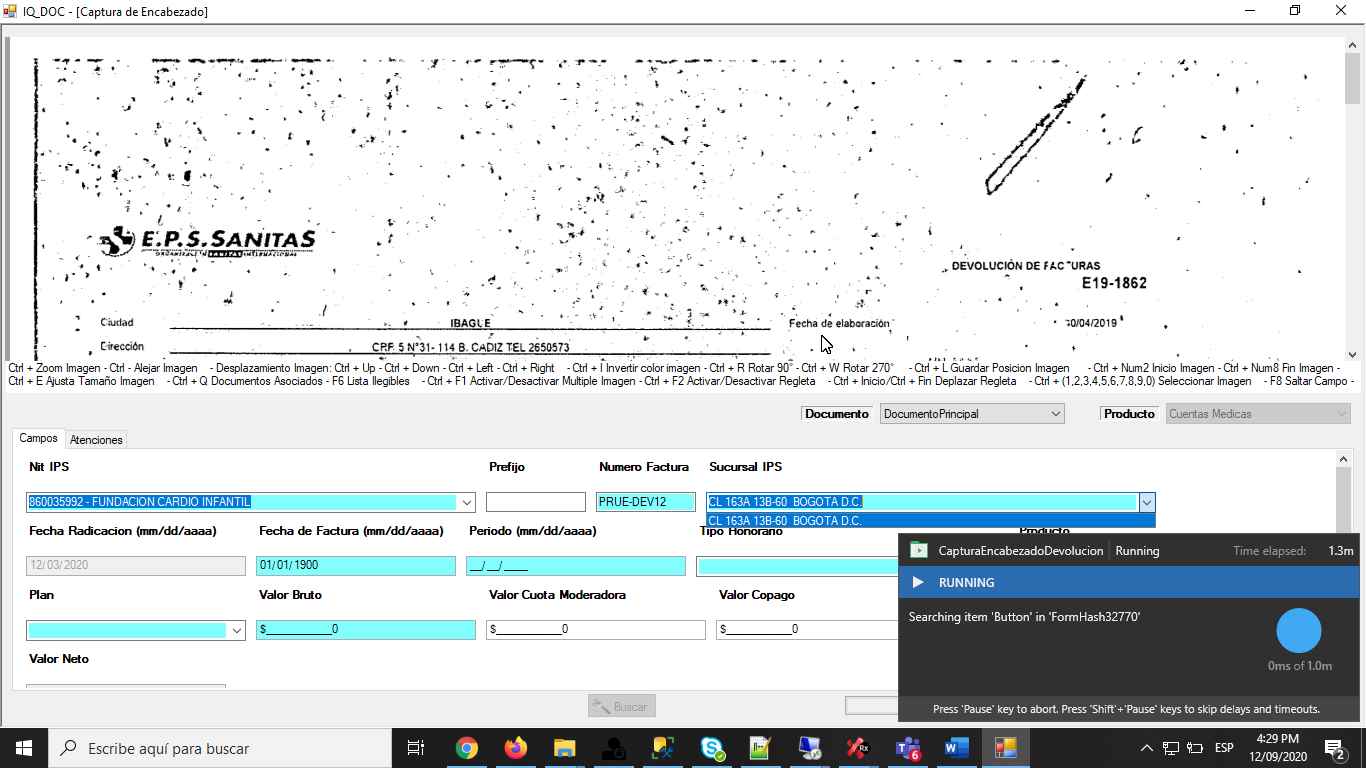 IQ_DOC - [Captura de Encabezado]
E.P.S.SANITAS
ORGANIZACION SANITAS INTERNACIONAL
DEVOLUCIÓN DE FACTURAS
E19-1862
Ciudad IBAGUE Fecha de elaboración 30/04/2019
Dirección CRF 5 N°31- 114 B. CADIZ TEL 2650573
Ctrl + Zoom Imagen - Ctrl - Alejar Imagen - Desplazamiento Imagen: Ctrl + Up - Ctrl + Down - Ctrl + Left - Ctrl + Right - Ctrl + I Invertir color imagen - Ctrl + R Rotar 90° - Ctrl + W Rotar 270° - Ctrl + L Guardar Posicion Imagen - Ctrl + Num2 Inicio Imagen - Ctrl + Num8 Fin Imagen -
Ctrl + E Ajusta Tamaño Imagen - Ctrl + Q Documentos Asociados - F6 Lista Ilegibles - Ctrl + F1 Activar/Desactivar Multiple Imagen - Ctrl + F2 Activar/Desactivar Regleta - Ctrl + Inicio/Ctrl + Fin Deplazar Regleta - Ctrl + (1,2,3,4,5,6,7,8,9,0) Seleccionar Imagen - F8 Saltar Campo -
Documento DocumentoPrincipal Producto Cuentas Medicas
Campos Atenciones
Nit IPS Prefijo Numero Factura Sucursal IPS
860035992 - FUNDACION CARDIO INFANTIL PRUE-DEV12 CL 163A 13B-60 BOGOTA D.C.
CL 163A 13B-60 BOGOTA D.C.
Fecha Radicacion (mm/dd/aaaa) Fecha de Factura (mm/dd/aaaa) Periodo (mm/aaaa) Tipo Honorario Producto
12/03/2020 01/01/1900 __/__/____
Plan Valor Bruto Valor Cuota Moderadora Valor Copago
$__________0 $__________0 $__________0
Valor Neto
Buscar
CapturaEncabezadoDevolucion Running Time elapsed: 1.3m
RUNNING
Searching item 'Button' in 'FormHash32770'
0ms of 1.0m
Press 'Pause' key to abort. Press 'Shift'+'Pause' keys to skip delays and timeouts.
Escribe aquí para buscar
Rx
6
ESP
4:29 PM
12/09/2020
2